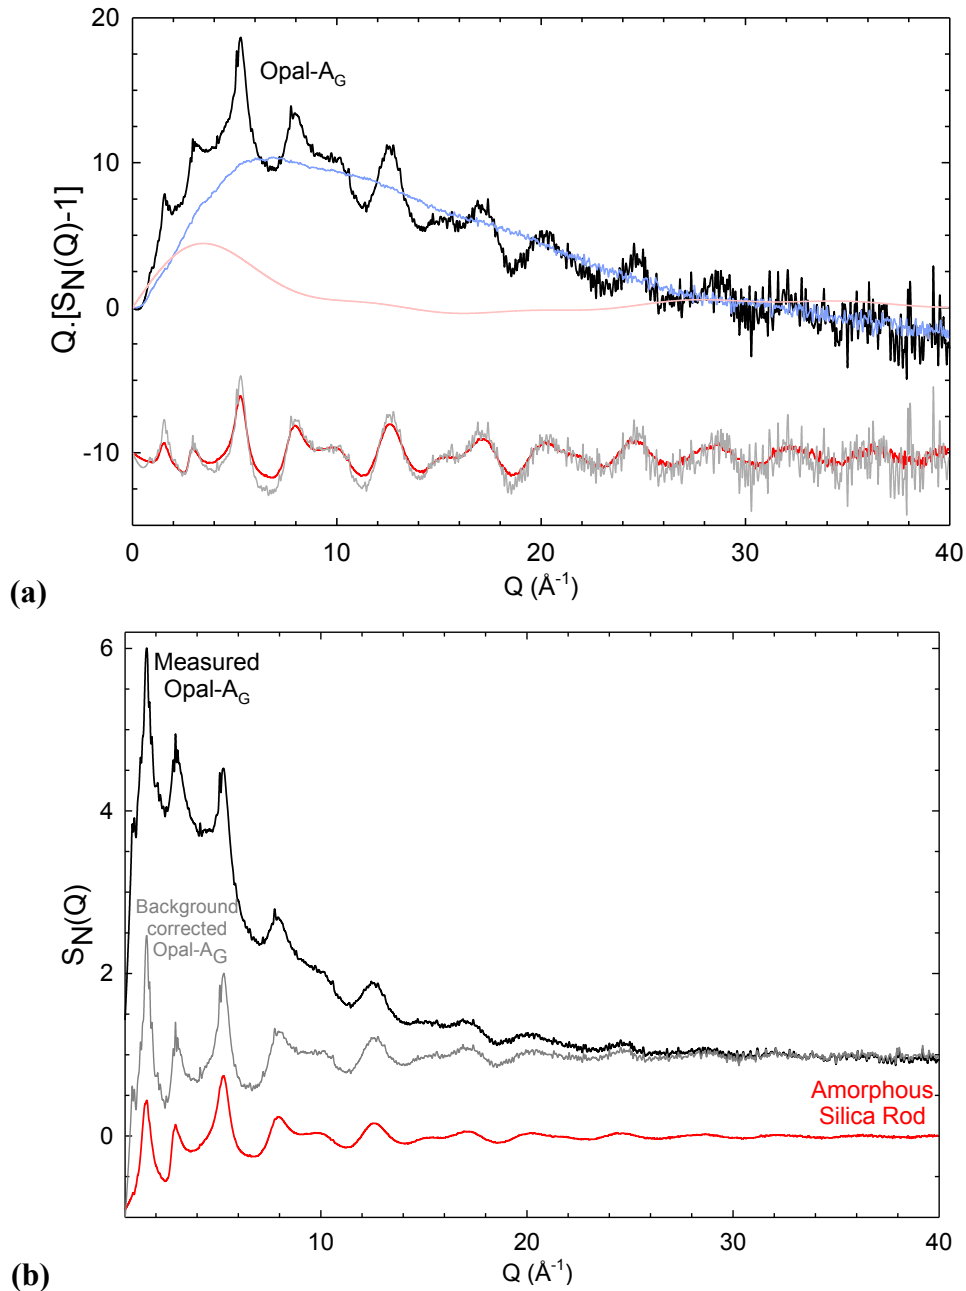 20
Opal-AG
10
0
-10
Q.[SN(Q)-1]
0 10 20 30 40
Q (Å-1)
(a)
6
Measured
Opal-AG
4
Background
corrected
Opal-AG
2
Amorphous
Silica Rod
0
SN(Q)
10 20 30 40
Q (Å-1)
(b)